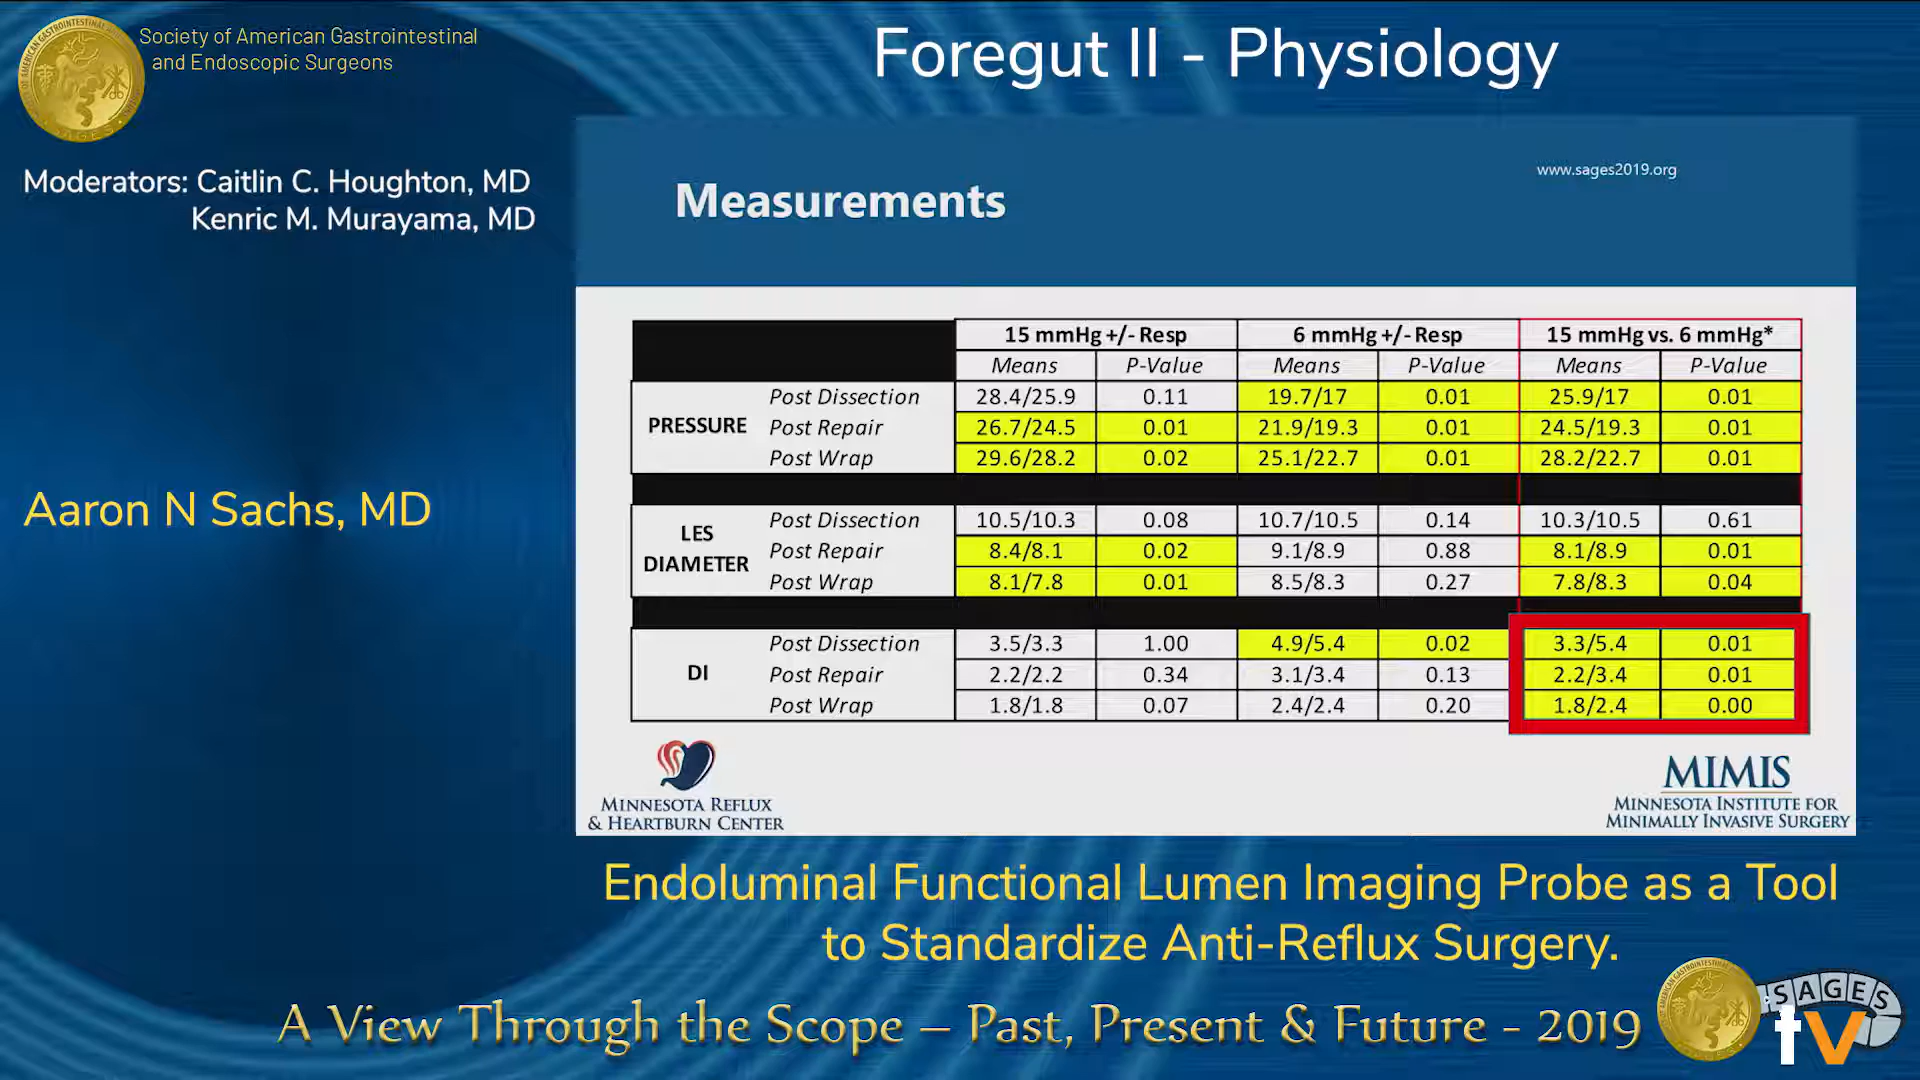 Society of American Gastrointestinal
and Endoscopic Surgeons
Foregut II - Physiology
Moderators: Caitlin C. Houghton, MD
Kenric M. Murayama, MD
Aaron N Sachs, MD
www.sages2019.org
Measurements
15 mmHg +/- Resp 6 mmHg +/- Resp 15 mmHg vs. 6 mmHg*
Means P-Value Means P-Value Means P-Value
PRESSURE
Post Dissection 28.4/25.9 0.11 19.7/17 0.01 25.9/17 0.01
Post Repair 26.7/24.5 0.01 21.9/19.3 0.01 24.5/19.3 0.01
Post Wrap 29.6/28.2 0.02 25.1/22.7 0.01 28.2/22.7 0.01
LES
DIAMETER
Post Dissection 10.5/10.3 0.08 10.7/10.5 0.14 10.3/10.5 0.61
Post Repair 8.4/8.1 0.02 9.1/8.9 0.88 8.1/8.9 0.01
Post Wrap 8.1/7.8 0.01 8.5/8.3 0.27 7.8/8.3 0.04
DI
Post Dissection 3.5/3.3 1.00 4.9/5.4 0.02 3.3/5.4 0.01
Post Repair 2.2/2.2 0.34 3.1/3.4 0.13 2.2/3.4 0.01
Post Wrap 1.8/1.8 0.07 2.4/2.4 0.20 1.8/2.4 0.00
MINNESOTA REFLUX
& HEARTBURN CENTER
MIMIS
MINNESOTA INSTITUTE FOR
MINIMALLY INVASIVE SURGERY
Endoluminal Functional Lumen Imaging Probe as a Tool
to Standardize Anti-Reflux Surgery.
A View Through the Scope – Past, Present & Future - 2019
SAGES
tv